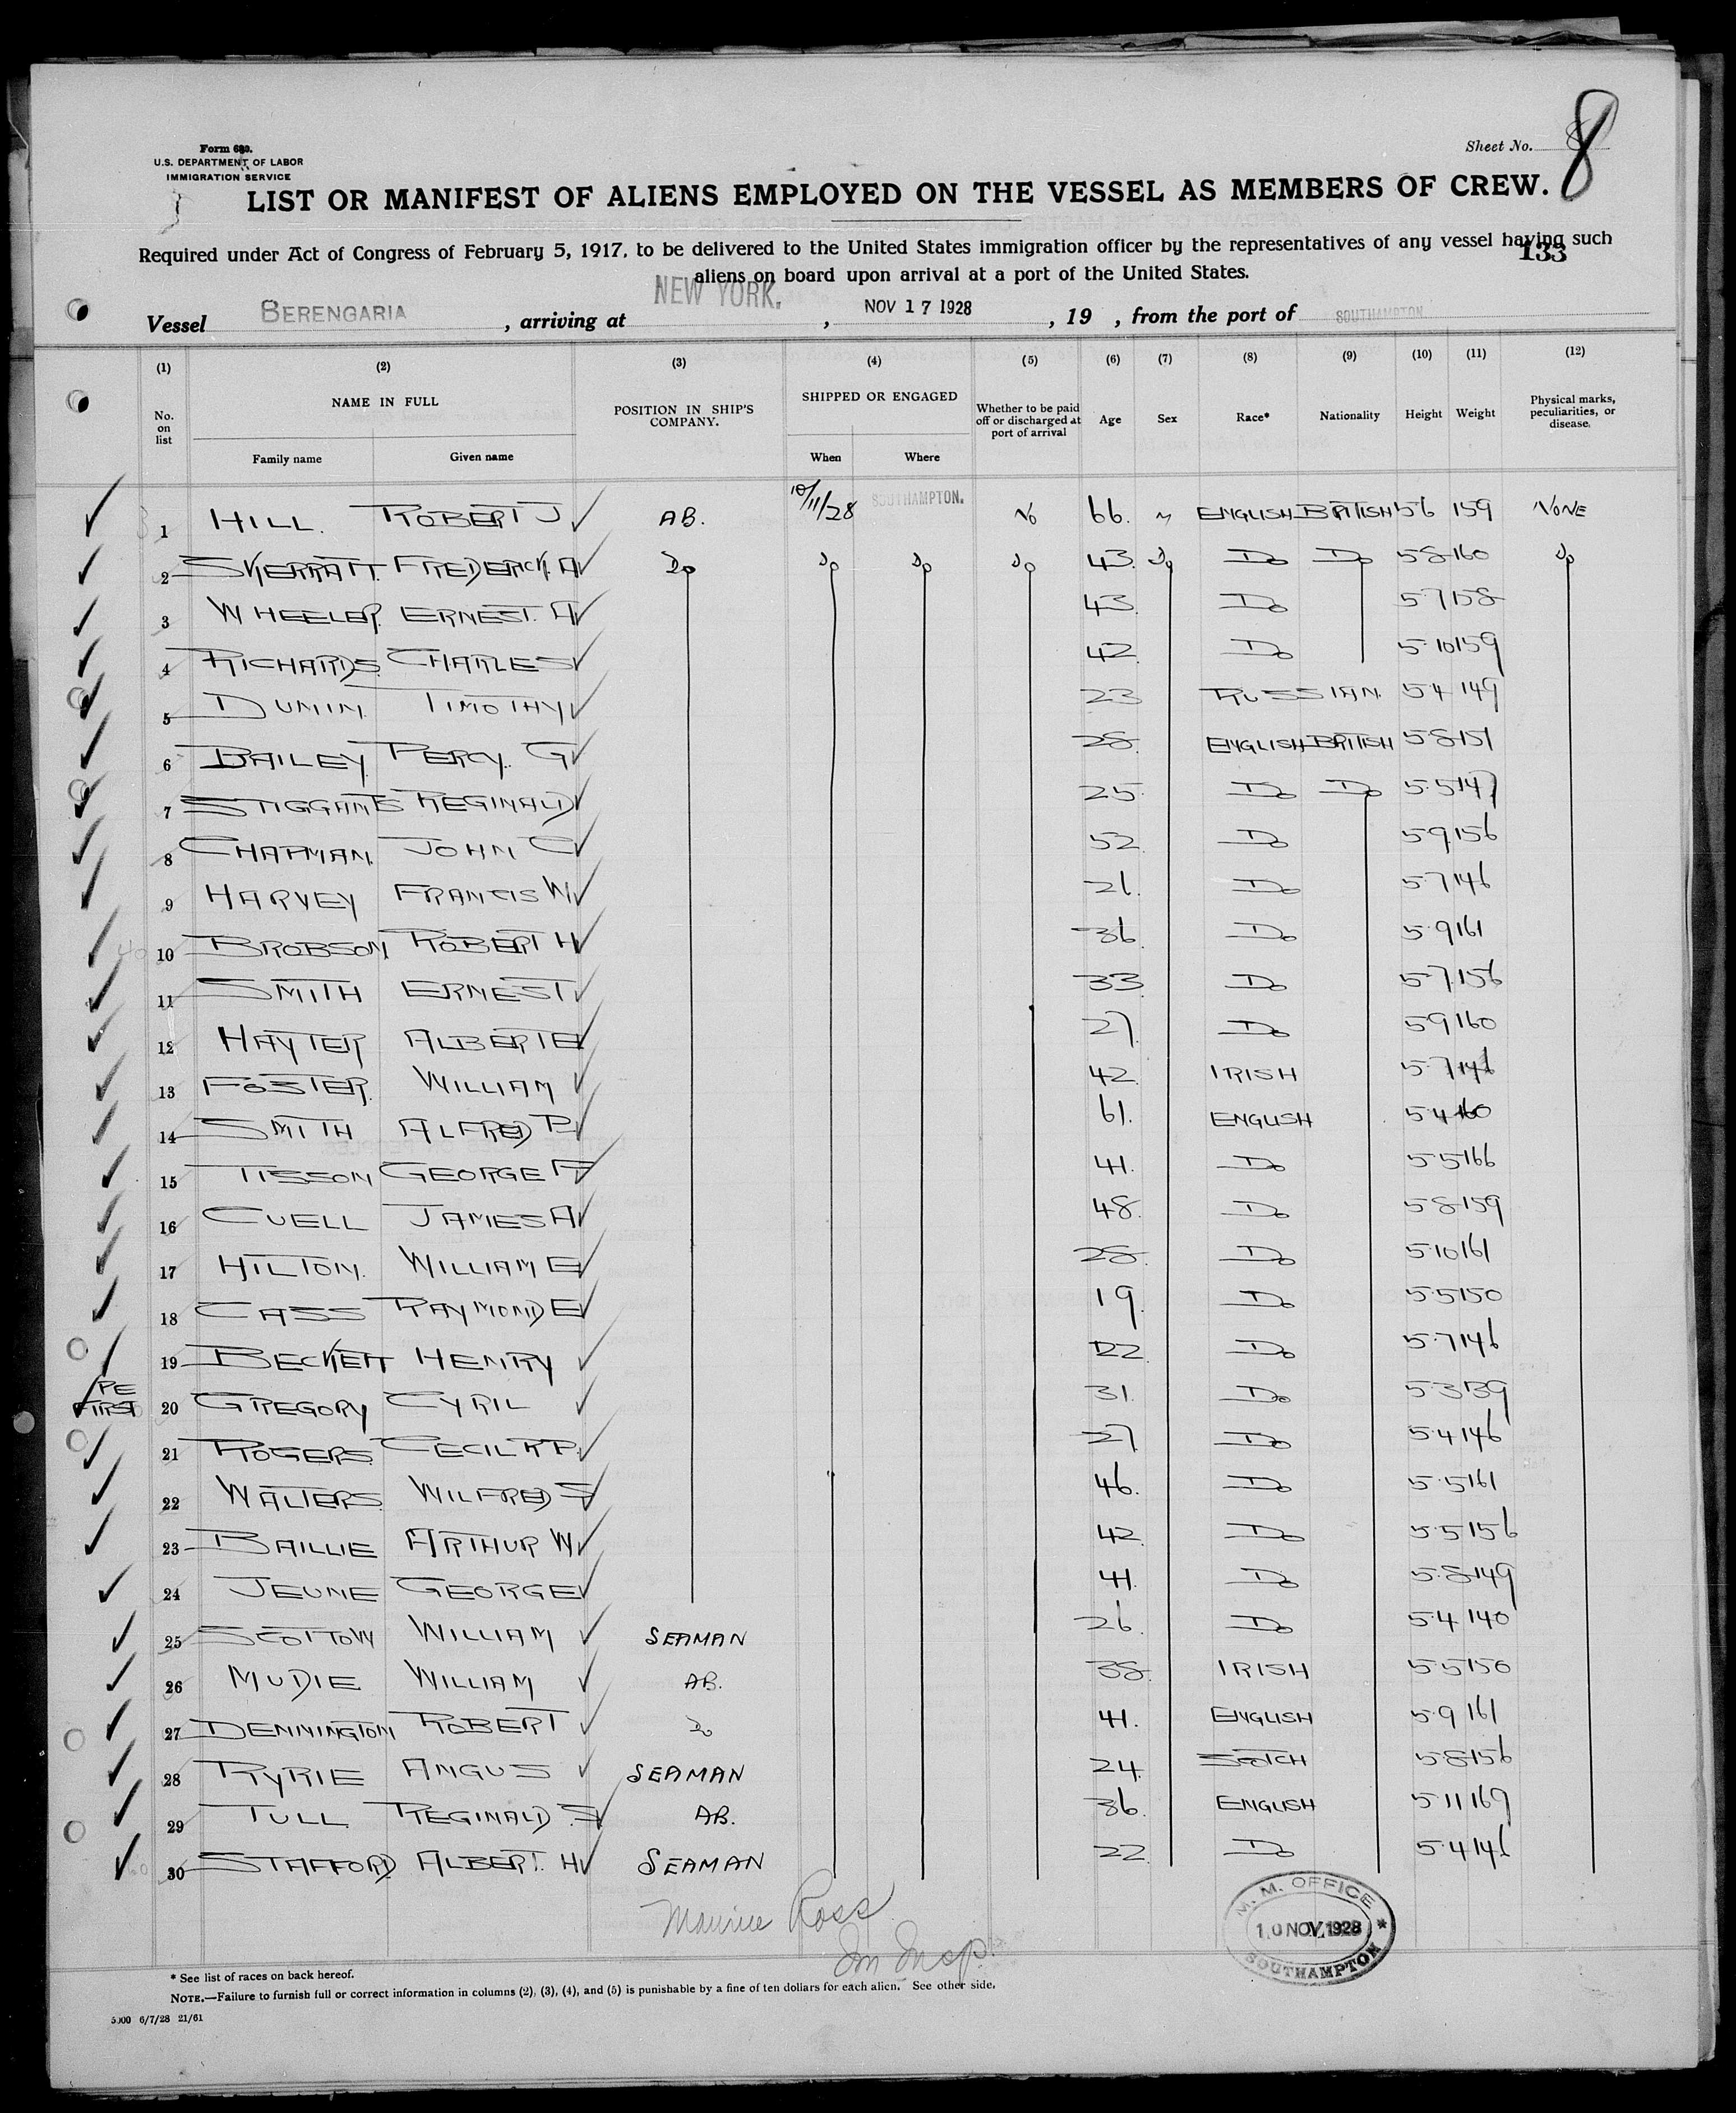 8
Form 680.
U.S. DEPARTMENT OF LABOR
IMMIGRATION SERVICE
Sheet No. 8
LIST OR MANIFEST OF ALIENS EMPLOYED ON THE VESSEL AS MEMBERS OF CREW.
Required under Act of Congress of February 5, 1917, to be delivered to the United States immigration officer by the representatives of any vessel having such
133
aliens on board upon arrival at a port of the United States.
Vessel BERENGARIA, arriving at NEW YORK, NOV 17 1928, 19 , from the port of SOUTHAMPTON
(1) (2) (3) (4) (5) (6) (7) (8) (9) (10) (11) (12)
No. on list NAME IN FULL Family name Given name POSITION IN SHIP'S COMPANY. SHIPPED OR ENGAGED When Where Whether to be paid off or discharged at port of arrival Age Sex Race* Nationality Height Weight Physical marks, peculiarities, or disease.
1 HILL. ROBERT J AB. 10/11/28 SOUTHAMPTON. No 66. M ENGLISH BRITISH 5 6 159 NONE
2 SKERRATT. FREDERICK. A Do Do Do Do 43. Do Do Do 5-8 160 Do
3 WHEELER. ERNEST. A 43. Do 5-7 158
4 RICHARDS. CHARLES 42. Do 5-10 159
5 DUNIN. TIMOTHY 23 RUSSIAN. 5 4 149
6 BAILEY. PERCY. G 28. ENGLISH BRITISH 5 8 151
7 STIGGANTS REGINALD 25. Do Do 5-5 147
8 CHAPMAN. JOHN C 52. Do 5 9 156
9 HARVEY FRANCIS W 21. Do 5-7 146
10 BROBSON ROBERT H 36. Do 5.9 161
11 SMITH ERNEST 33. Do 5-7 156
12 HAYTER ALBERT E 27. Do 5 9 160
13 FOSTER. WILLIAM 42. IRISH 5-7 146
14 SMITH ALFRED P 61. ENGLISH 5.4 160
15 TISSON GEORGE F 41. Do 5 5 166
16 CUELL JAMES A 48. Do 5-8 159
17 HILTON. WILLIAM E 28. Do 5.10 161
18 CASS RAYMOND E 19. Do 5.5 150
19 BECKETT HENRY 22. Do 5.7 146
PE
FIRST 20 GREGORY CYRIL 31. Do 5.3 139
21 ROGERS. CECIL R P. 27. Do 5.4 146
22 WALTERS. WILFRED S 46. Do 5.5 161
23 BAILLIE ARTHUR W 42. Do 5.5 156
24 JEUNE GEORGE 41. Do 5.8 149
25 SCOTTOW WILLIAM SEAMAN 26. Do 5.4 140
26 MUDIE WILLIAM AB. 38. IRISH 5.5 150
27 DENNINGTON ROBERT Do 41. ENGLISH 5.9 161
28 RYRIE ANGUS SEAMAN 24. SCOTCH 5.8 156
29 TULL REGINALD. S AB. 36. ENGLISH 5.11 169
30 STAFFORD ALBERT. H SEAMAN 22. Do 5.4 146
Maurice Ross
Im Insp.
M. M. OFFICE
10 NOV. 1928 *
SOUTHAMPTON
* See list of races on back hereof.
NOTE.—Failure to furnish full or correct information in columns (2), (3), (4), and (5) is punishable by a fine of ten dollars for each alien. See other side.
5000 6/7/28 21/61